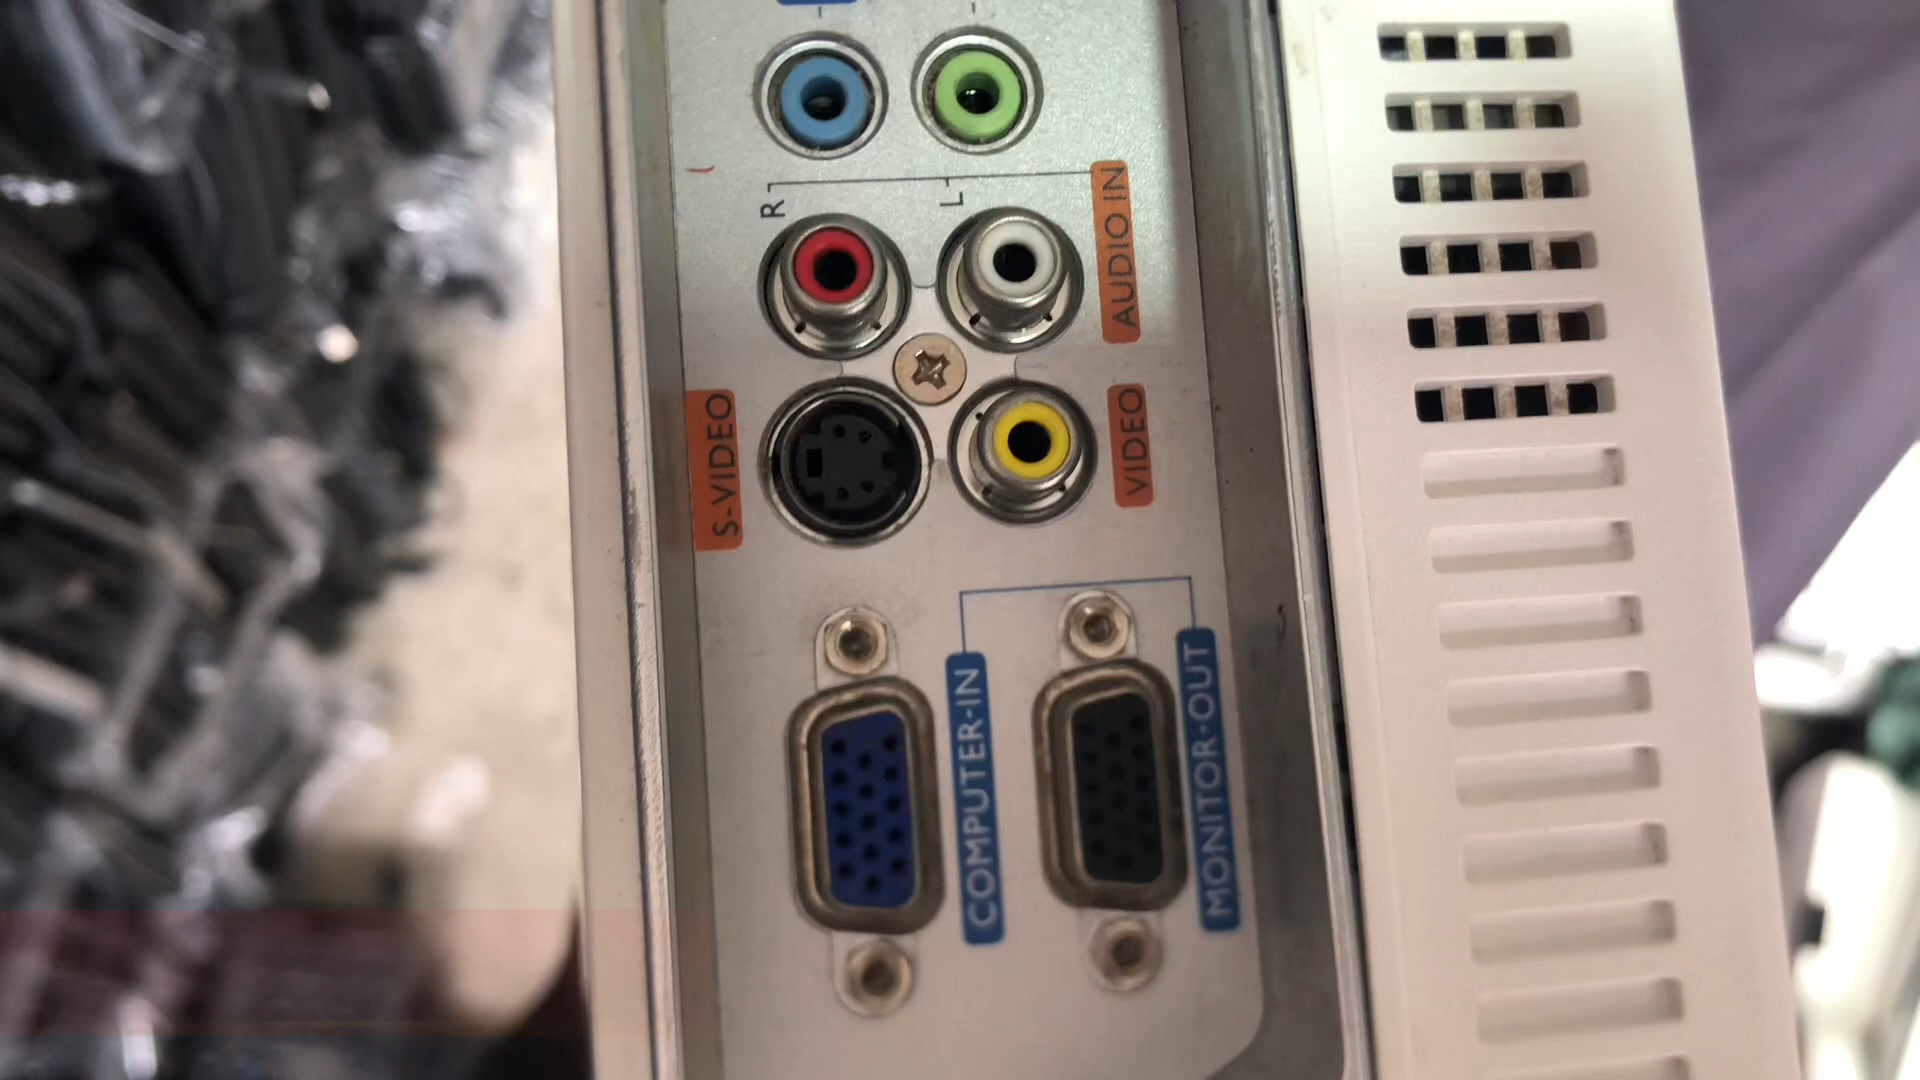 R
L
AUDIO IN
S-VIDEO
VIDEO
COMPUTER-IN
MONITOR-OUT